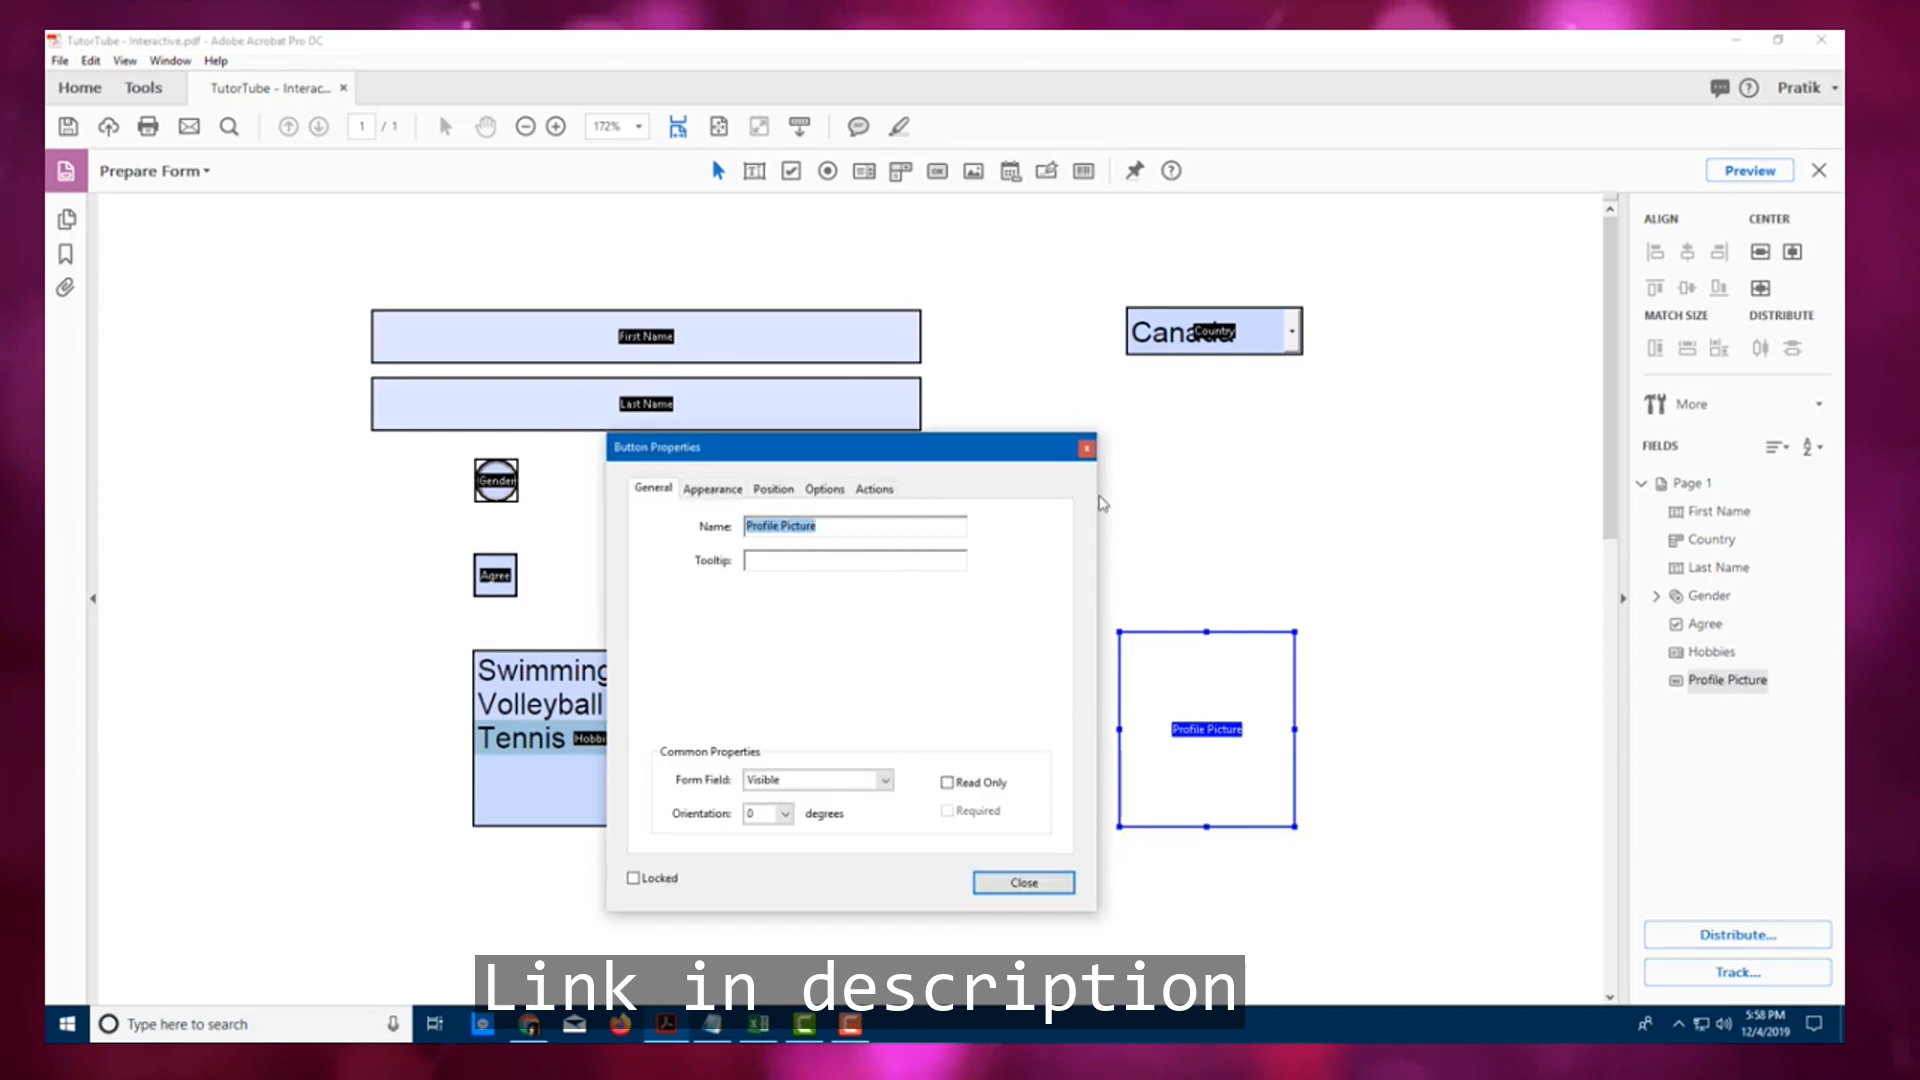 TutorTube - Interactive.pdf - Adobe Acrobat Pro DC
File Edit View Window Help
Home Tools TutorTube - Interac... × Pratik
1 / 1 172%
Prepare Form Preview
ALIGN CENTER
MATCH SIZE DISTRIBUTE
More
FIELDS
Page 1
First Name
Country
Last Name
Gender
Agree
Hobbies
Profile Picture
Distribute...
Track...
First Name
Last Name
Country
Gender
Agree
Swimming
Volleyball
Tennis
Profile Picture
Button Properties
General Appearance Position Options Actions
Name: Profile Picture
Tooltip:
Common Properties
Form Field: Visible Read Only
Orientation: 0 degrees Required
Locked Close
Link in description
Type here to search
5:58 PM
12/4/2019